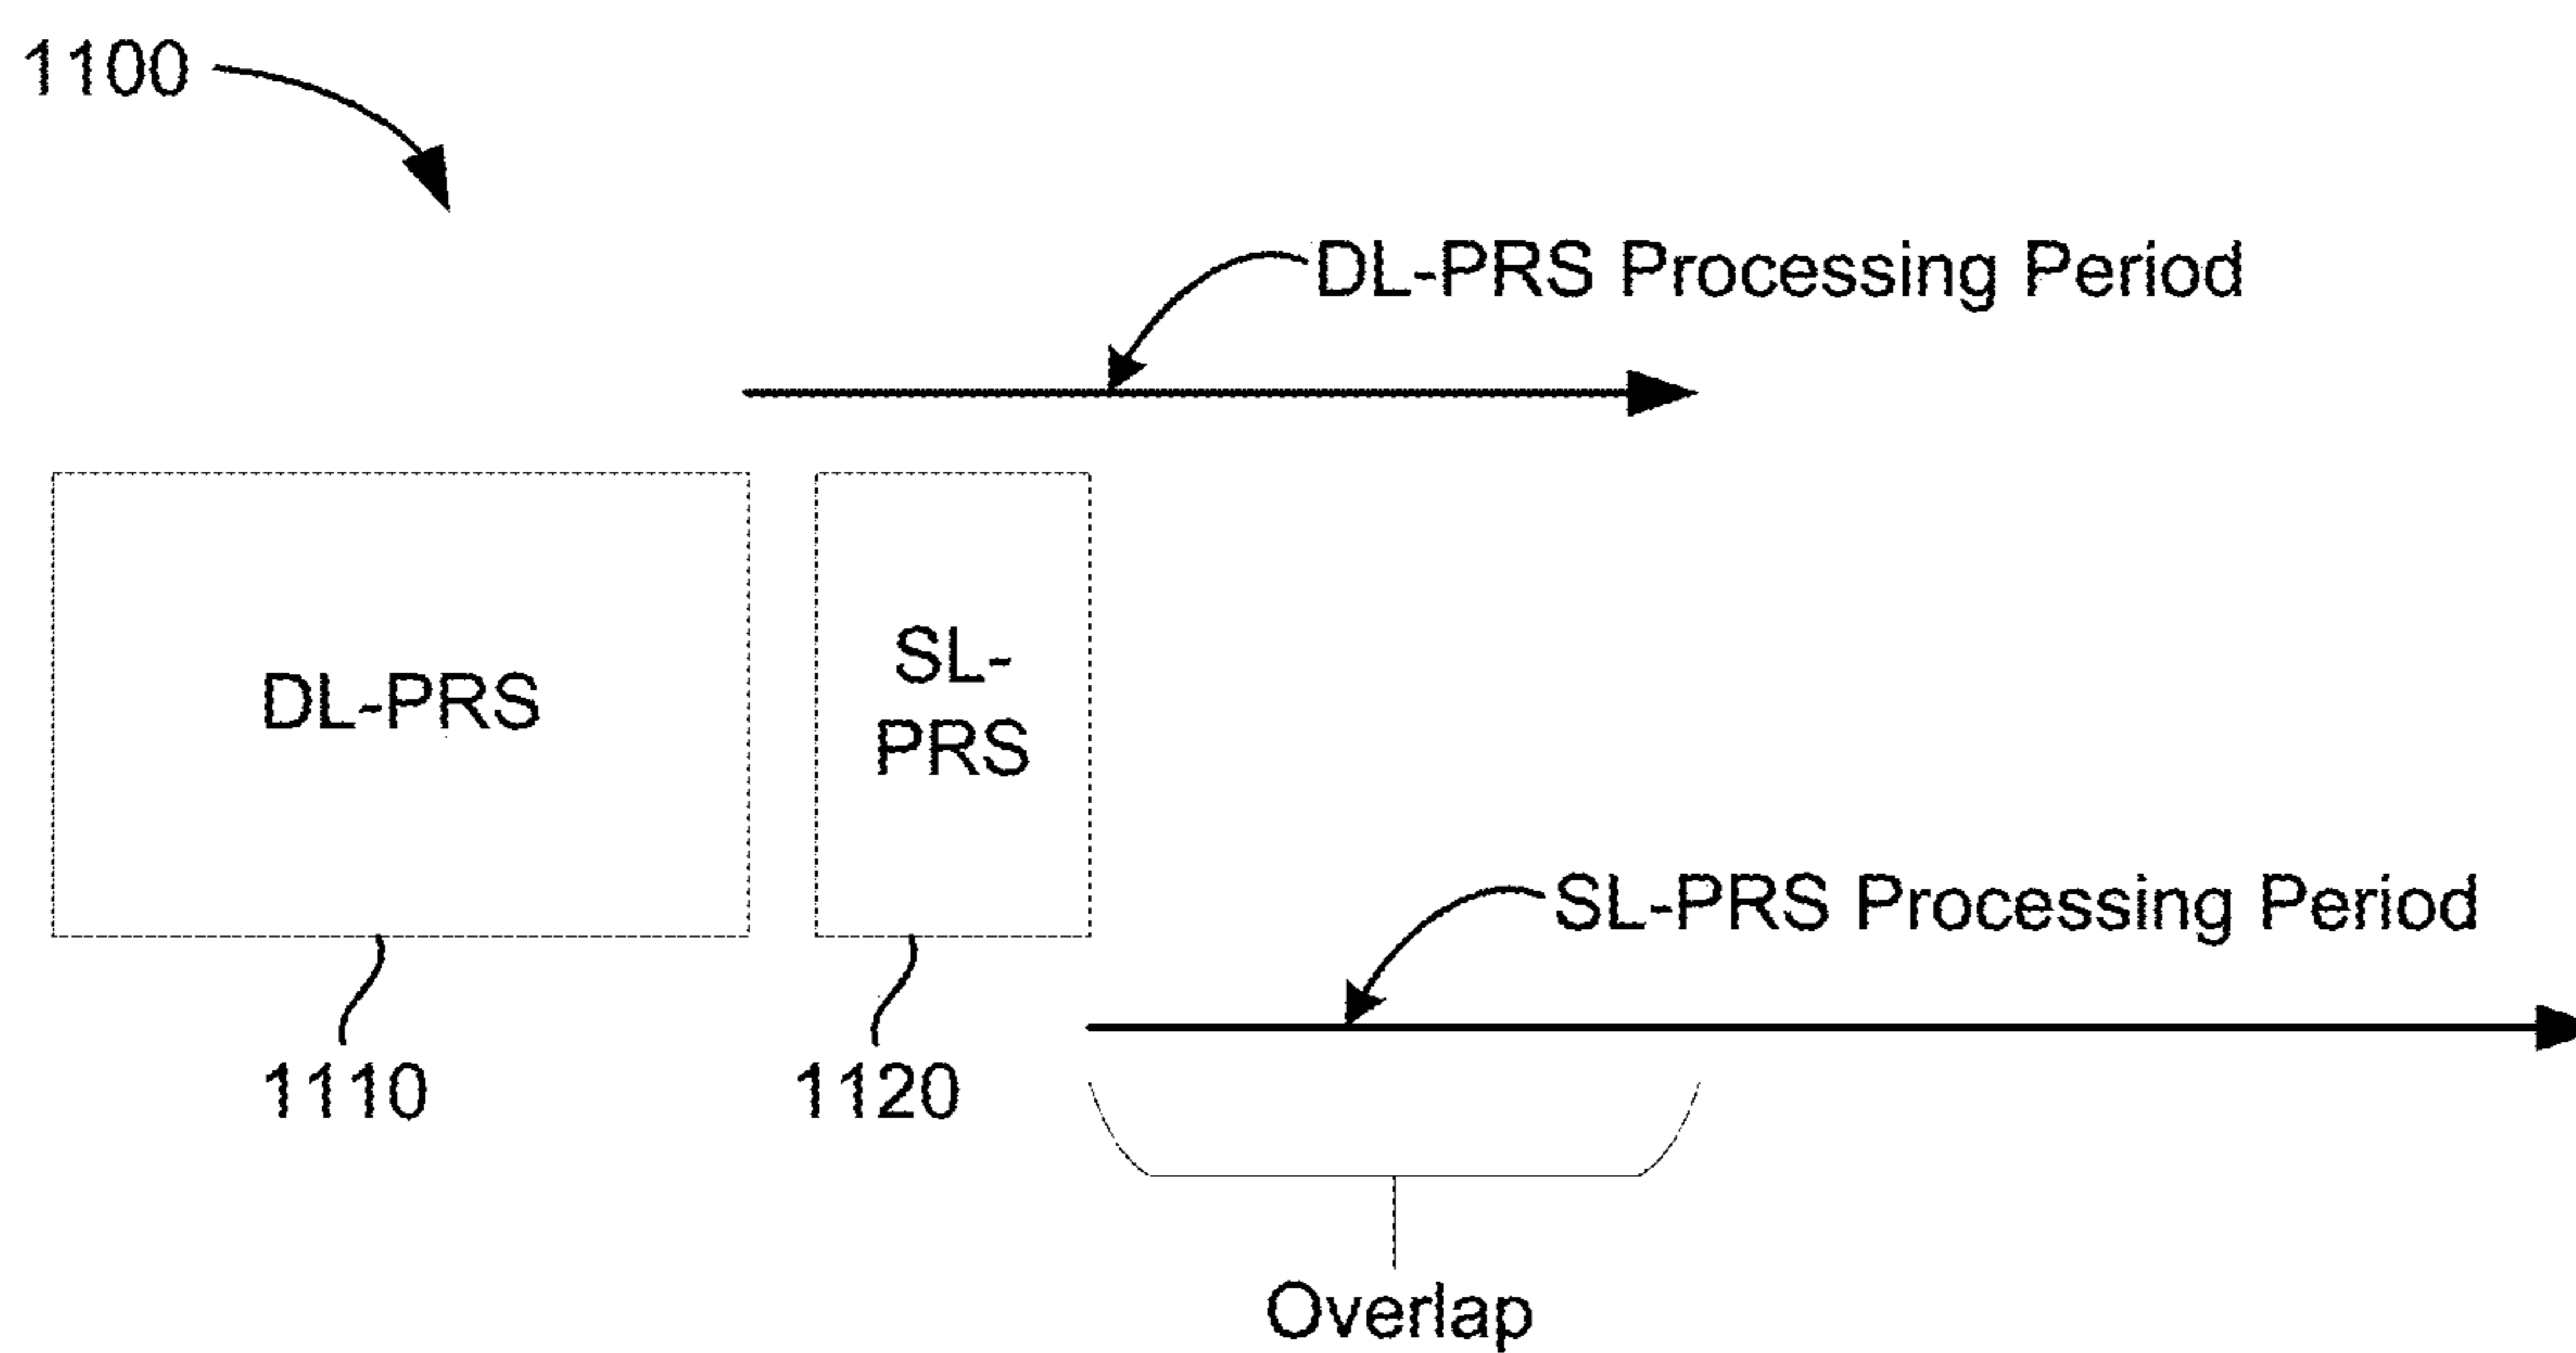 1100
DL-PRS Processing Period
DL-PRS
SL-
PRS
SL-PRS Processing Period
1110
1120
Overlap